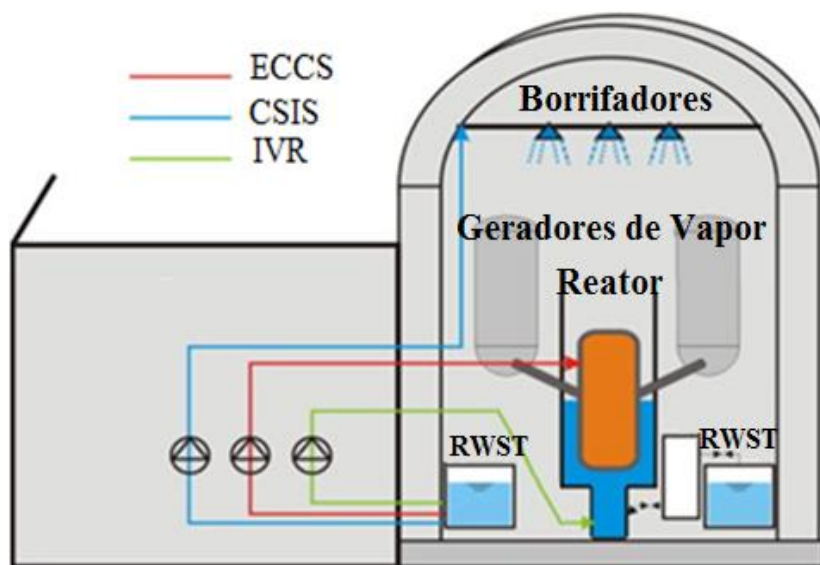 ECCS
CSIS
IVR
Borrifadores
Geradores de Vapor
Reator
RWST
RWST